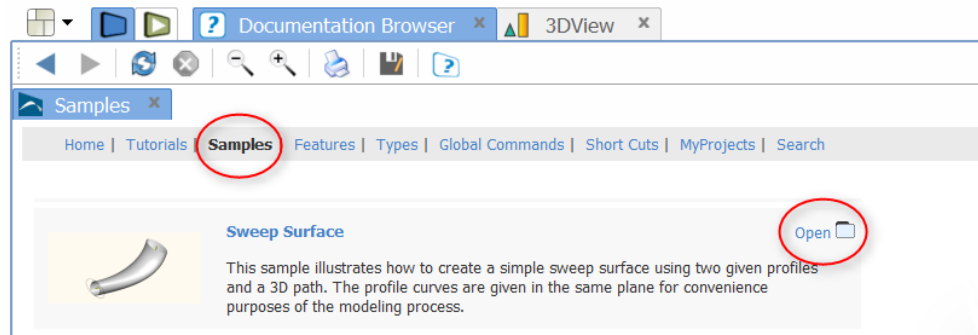 Documentation Browser 3DView
Samples
Home | Tutorials | Samples Features | Types | Global Commands | Short Cuts | MyProjects | Search
Sweep Surface
Open
This sample illustrates how to create a simple sweep surface using two given profiles
and a 3D path. The profile curves are given in the same plane for convenience
purposes of the modeling process.